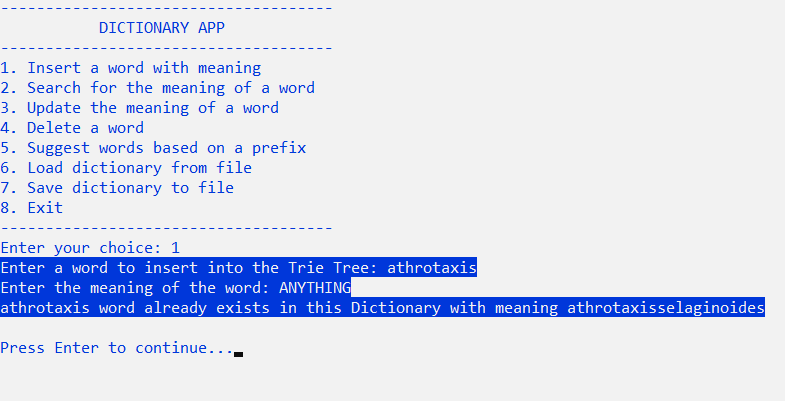 -------------------------------------
DICTIONARY APP
-------------------------------------
1. Insert a word with meaning
2. Search for the meaning of a word
3. Update the meaning of a word
4. Delete a word
5. Suggest words based on a prefix
6. Load dictionary from file
7. Save dictionary to file
8. Exit
-------------------------------------
Enter your choice: 1
Enter a word to insert into the Trie Tree: athrotaxis
Enter the meaning of the word: ANYTHING
athrotaxis word already exists in this Dictionary with meaning athrotaxisselaginoides
Press Enter to continue...